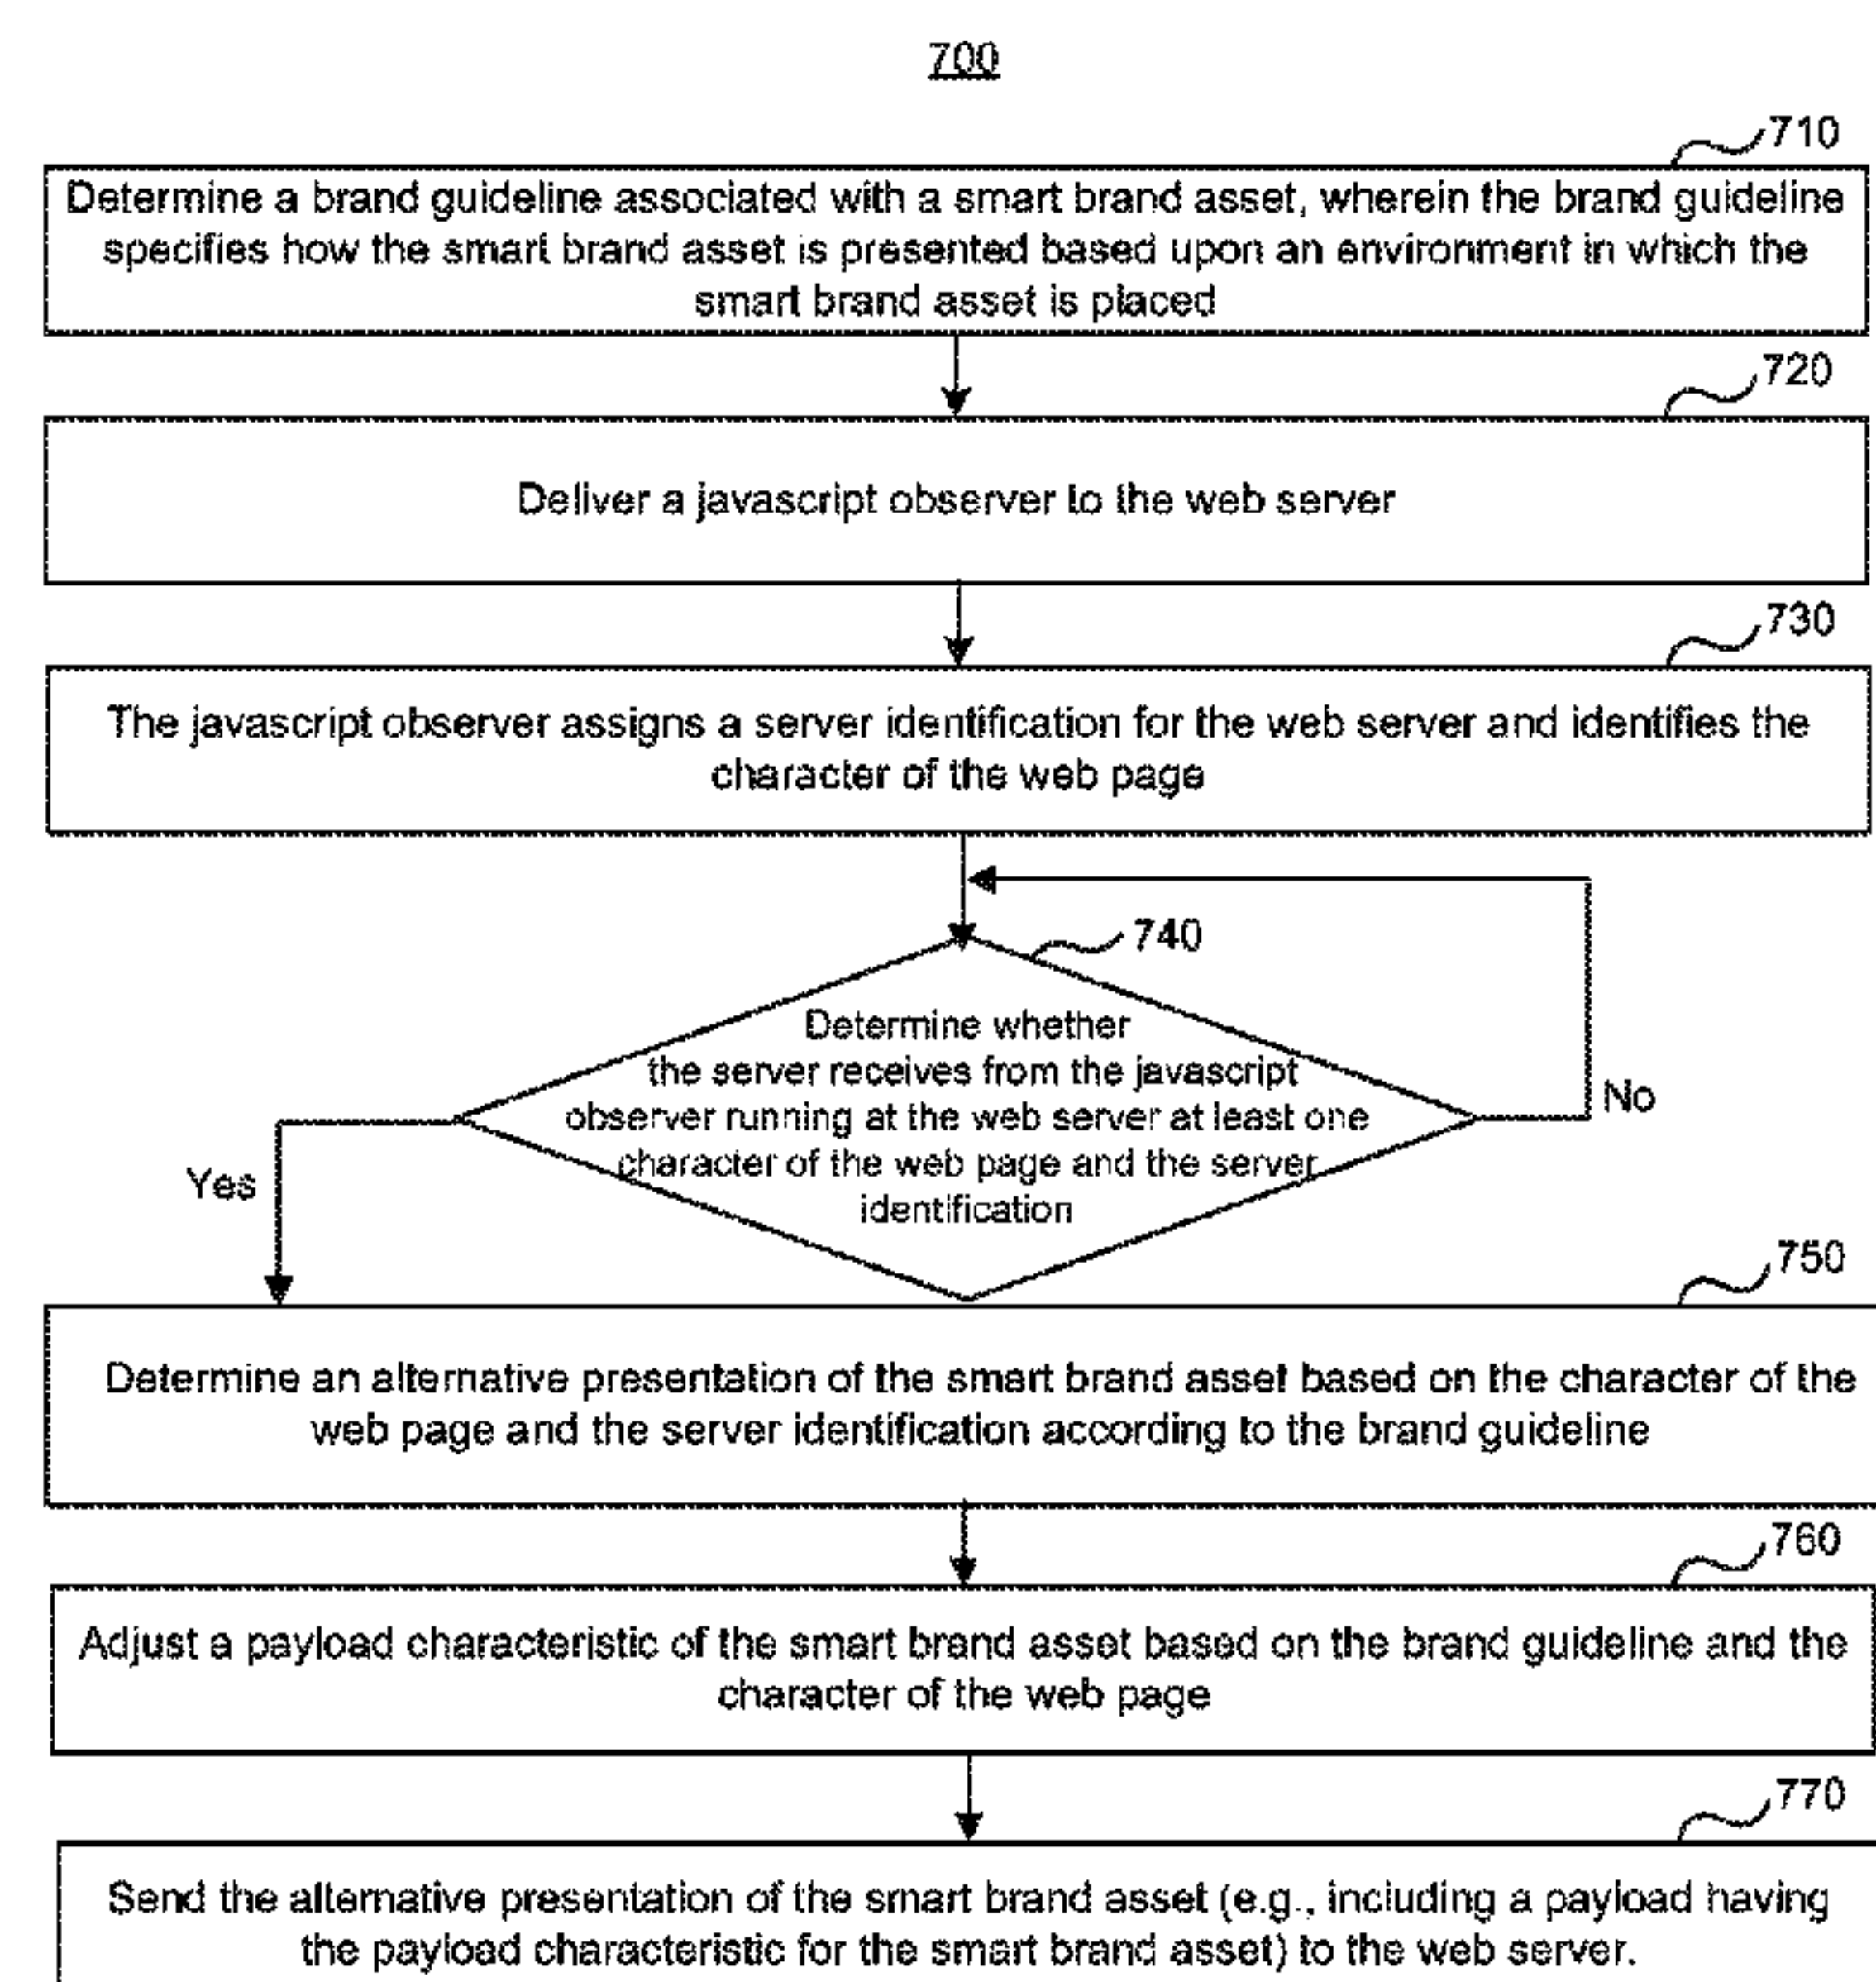 700
710
Determine a brand guideline associated with a smart brand asset, wherein the brand guideline
specifies how the smart brand asset is presented based upon an environment in which the
smart brand asset is placed
720
Deliver a javascript observer to the web server
730
The javascript observer assigns a server identification for the web server and identifies the
character of the web page
740
Determine whether
the server receives from the javascript
observer running at the web server at least one
character of the web page and the server
identification
No
Yes
750
Determine an alternative presentation of the smart brand asset based on the character of the
web page and the server identification according to the brand guideline
760
Adjust a payload characteristic of the smart brand asset based on the brand guideline and the
character of the web page
770
Send the alternative presentation of the smart brand asset (e.g., including a payload having
the payload characteristic for the smart brand asset) to the web server.